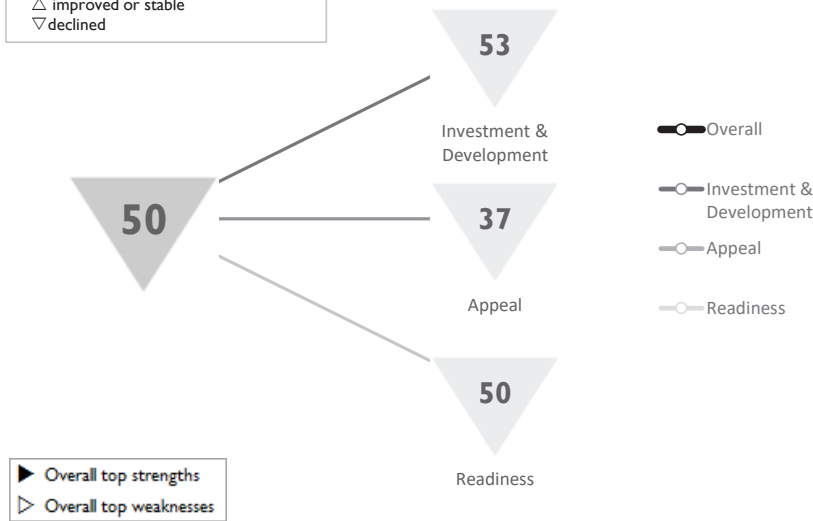 △ improved or stable
▽ declined
53
Investment &
Development
50
37
Appeal
50
Readiness
Overall
Investment &
Development
Appeal
Readiness
▶ Overall top strengths
▷ Overall top weaknesses